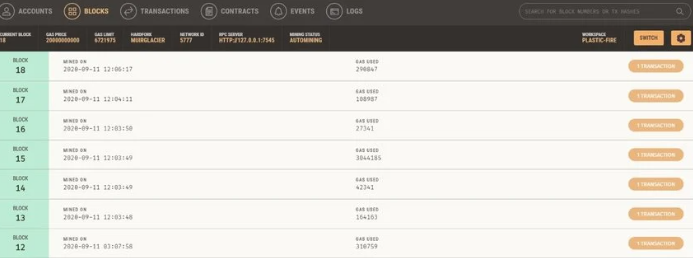 ACCOUNTS BLOCKS TRANSACTIONS CONTRACTS EVENTS LOGS SEARCH FOR BLOCK NUMBERS OR TX HASHES
CURRENT BLOCK GAS PRICE GAS LIMIT HARDFORK NETWORK ID RPC SERVER MINING STATUS WORKSPACE
18 20000000000 6721975 MUIRGLACIER 5777 HTTP://127.0.0.1:7545 AUTOMINING PLASTIC-FIRE SWITCH
BLOCK MINED ON GAS USED
18 2020-09-11 12:06:17 290847 1 TRANSACTION
BLOCK MINED ON GAS USED
17 2020-09-11 12:04:11 1 TRANSACTION
BLOCK MINED ON GAS USED
16 2020-09-11 12:03:50 27341 1 TRANSACTION
BLOCK MINED ON GAS USED
15 2020-09-11 12:03:49 3044185 1 TRANSACTION
BLOCK MINED ON GAS USED
14 2020-09-11 12:03:49 42341 1 TRANSACTION
BLOCK MINED ON GAS USED
13 2020-09-11 12:03:48 1 TRANSACTION
BLOCK MINED ON GAS USED
12 2020-09-11 03:07:58 310759 1 TRANSACTION